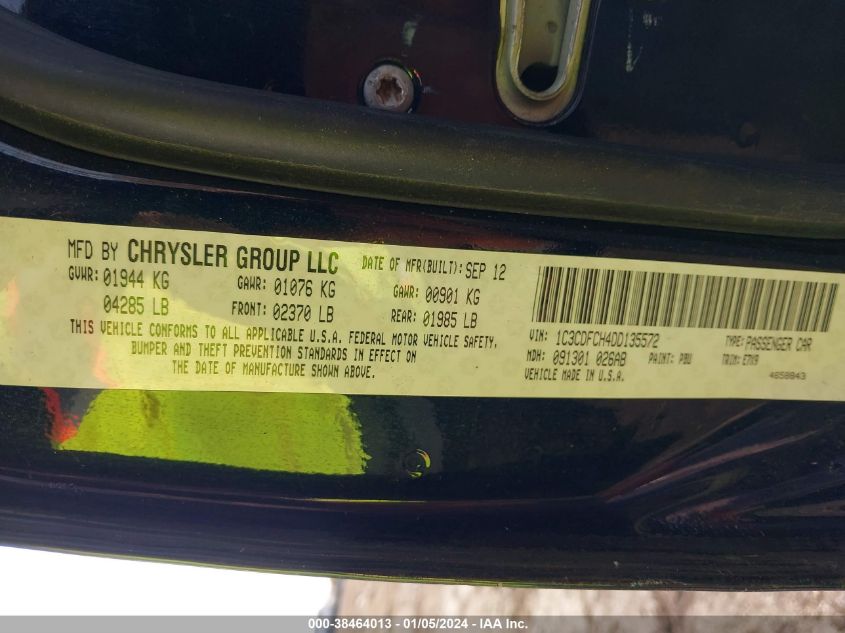 MFD BY CHRYSLER GROUP LLC DATE OF MFR(BUILT): SEP 12
GVWR: 01944 KG GAWR: 01076 KG GAWR: 00901 KG
04285 LB FRONT: 02370 LB REAR: 01985 LB
THIS VEHICLE CONFORMS TO ALL APPLICABLE U.S.A. FEDERAL MOTOR VEHICLE SAFETY,
BUMPER AND THEFT PREVENTION STANDARDS IN EFFECT ON
THE DATE OF MANUFACTURE SHOWN ABOVE.
VIN: 1C3CDFCH4DD135572 TYPE: PASSENGER CAR
MDH: 091301 026AB PAINT: PBU TRIM: E7X9
VEHICLE MADE IN U.S.A. 4658843
000-38464013 - 01/05/2024 - IAA Inc.